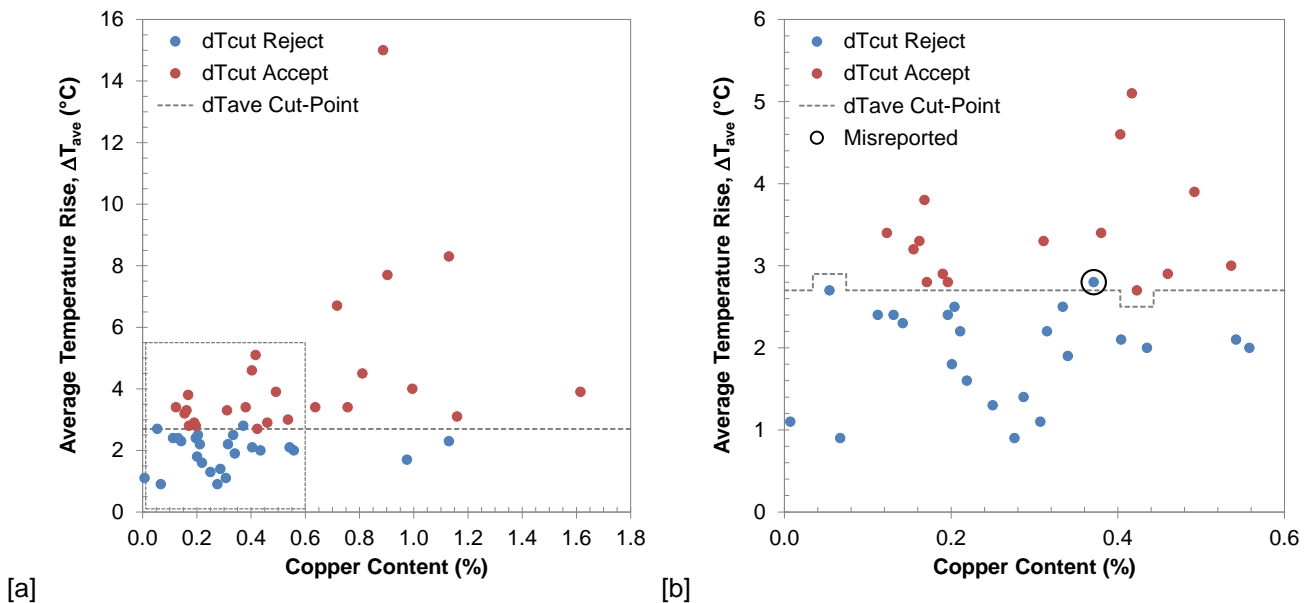 16
14
12
10
8
6
4
2
0
Average Temperature Rise, ΔTave (°C)
dTcut Reject
dTcut Accept
dTave Cut-Point
0.0 0.2 0.4 0.6 0.8 1.0 1.2 1.4 1.6 1.8
Copper Content (%)
[a]
6
5
4
3
2
1
0
Average Temperature Rise, ΔTave (°C)
dTcut Reject
dTcut Accept
dTave Cut-Point
Misreported
0.0 0.2 0.4 0.6
Copper Content (%)
[b]